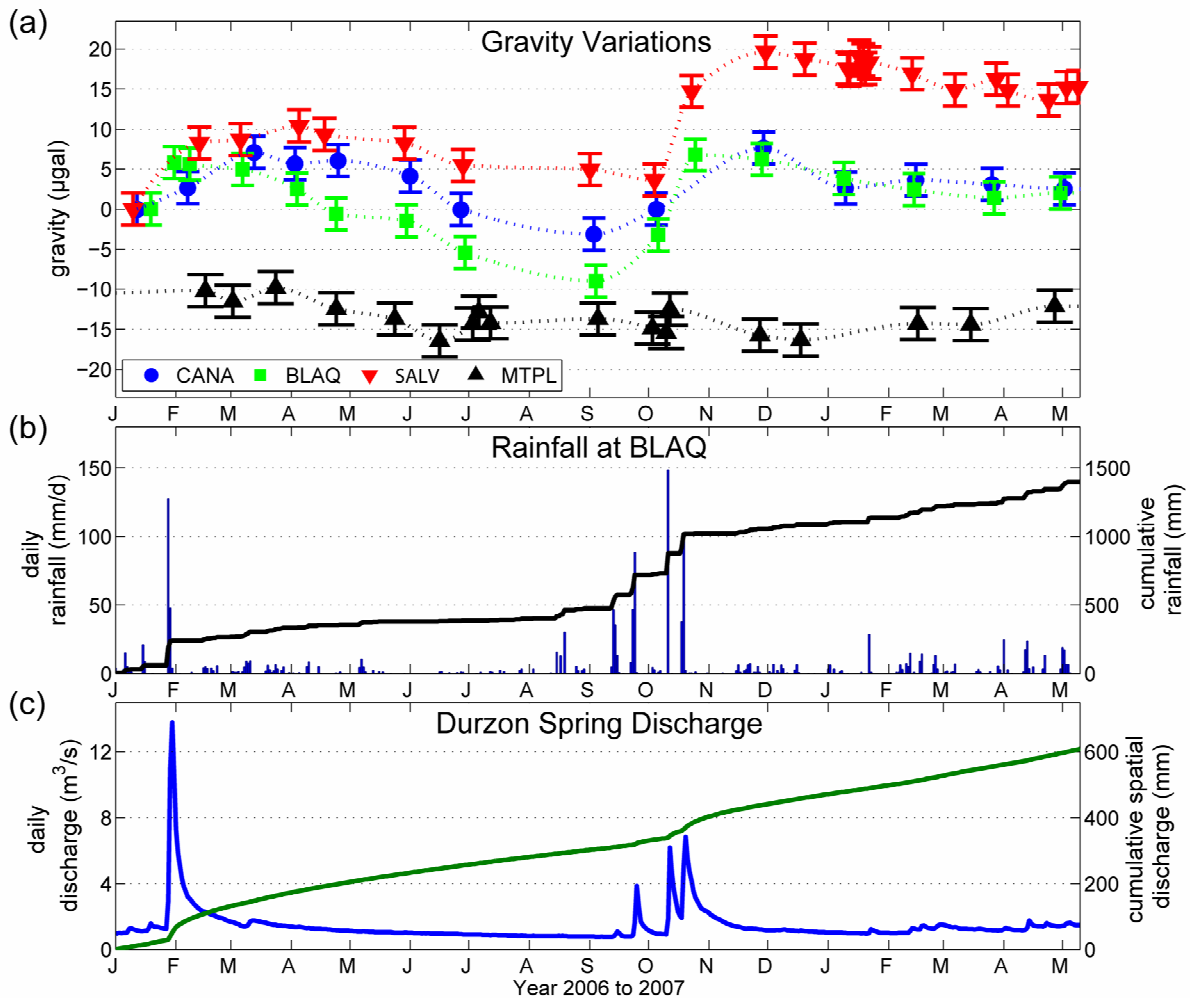 (a)
Gravity Variations
gravity (µgal)
20
15
10
5
0
−5
−10
−15
−20
CANA BLAQ SALV MTPL
J F M A M J J A S O N D J F M A M
(b)
Rainfall at BLAQ
daily
rainfall (mm/d)
150
100
50
0
1500
1000
500
0
cumulative
rainfall (mm)
J F M A M J J A S O N D J F M A M
(c)
Durzon Spring Discharge
daily
discharge (m³/s)
12
8
4
0
600
400
200
0
cumulative spatial
discharge (mm)
J F M A M J J A S O N D J F M A M
Year 2006 to 2007